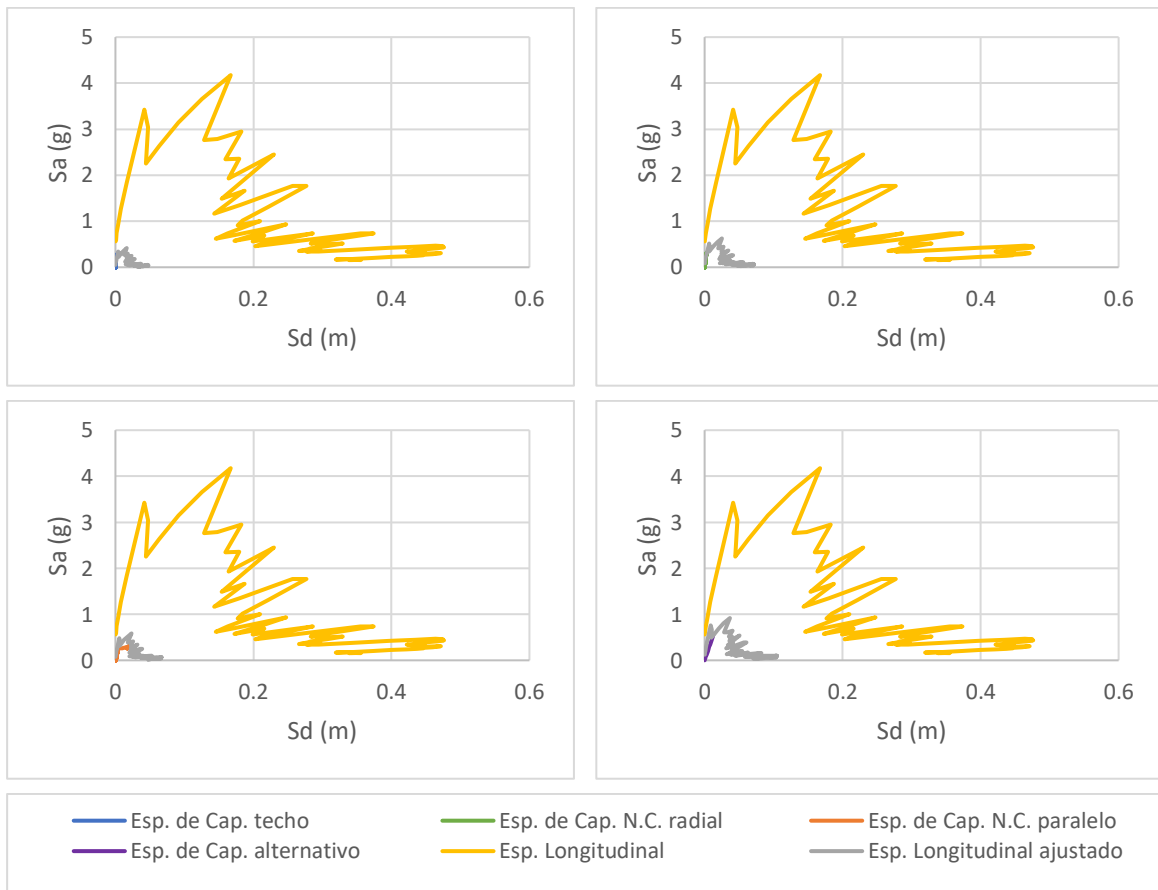 5
4
3
2
1
0
Sa (g)
0 0.2 0.4 0.6
Sd (m)
5
4
3
2
1
0
Sa (g)
0 0.2 0.4 0.6
Sd (m)
5
4
3
2
1
0
Sa (g)
0 0.2 0.4 0.6
Sd (m)
5
4
3
2
1
0
Sa (g)
0 0.2 0.4 0.6
Sd (m)
Esp. de Cap. techo Esp. de Cap. N.C. radial Esp. de Cap. N.C. paralelo
Esp. de Cap. alternativo Esp. Longitudinal Esp. Longitudinal ajustado